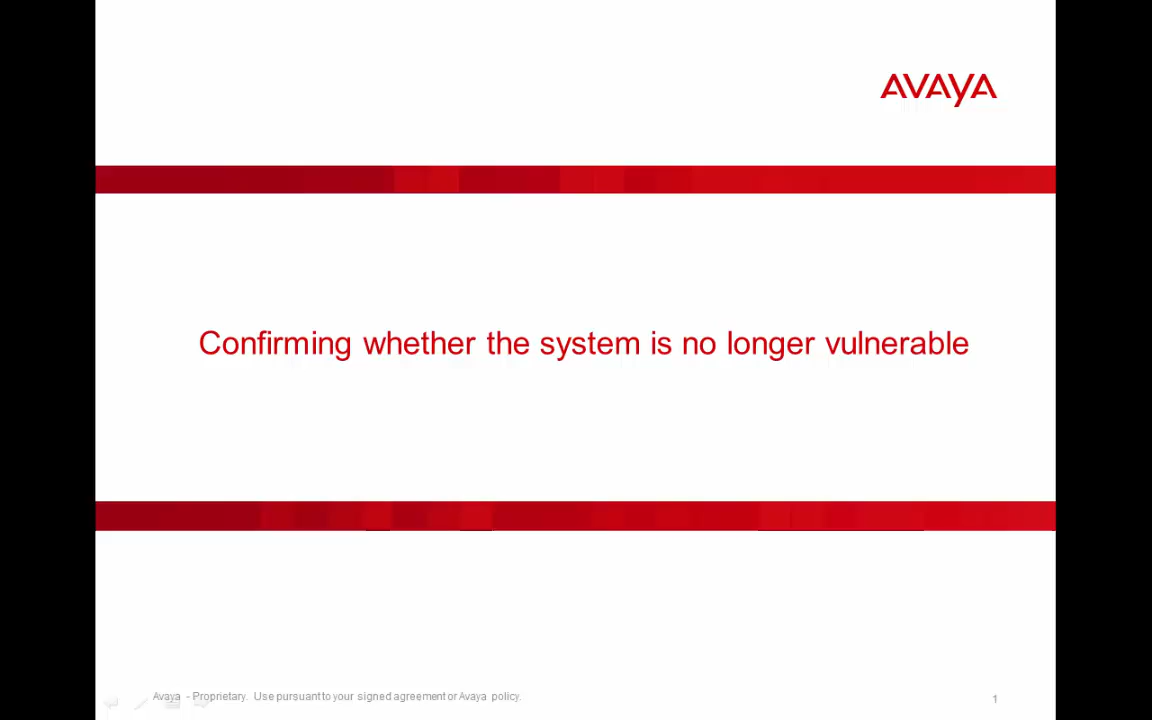 AVAYA
Confirming whether the system is no longer vulnerable
Avaya - Proprietary. Use pursuant to your signed agreement or Avaya policy.
1